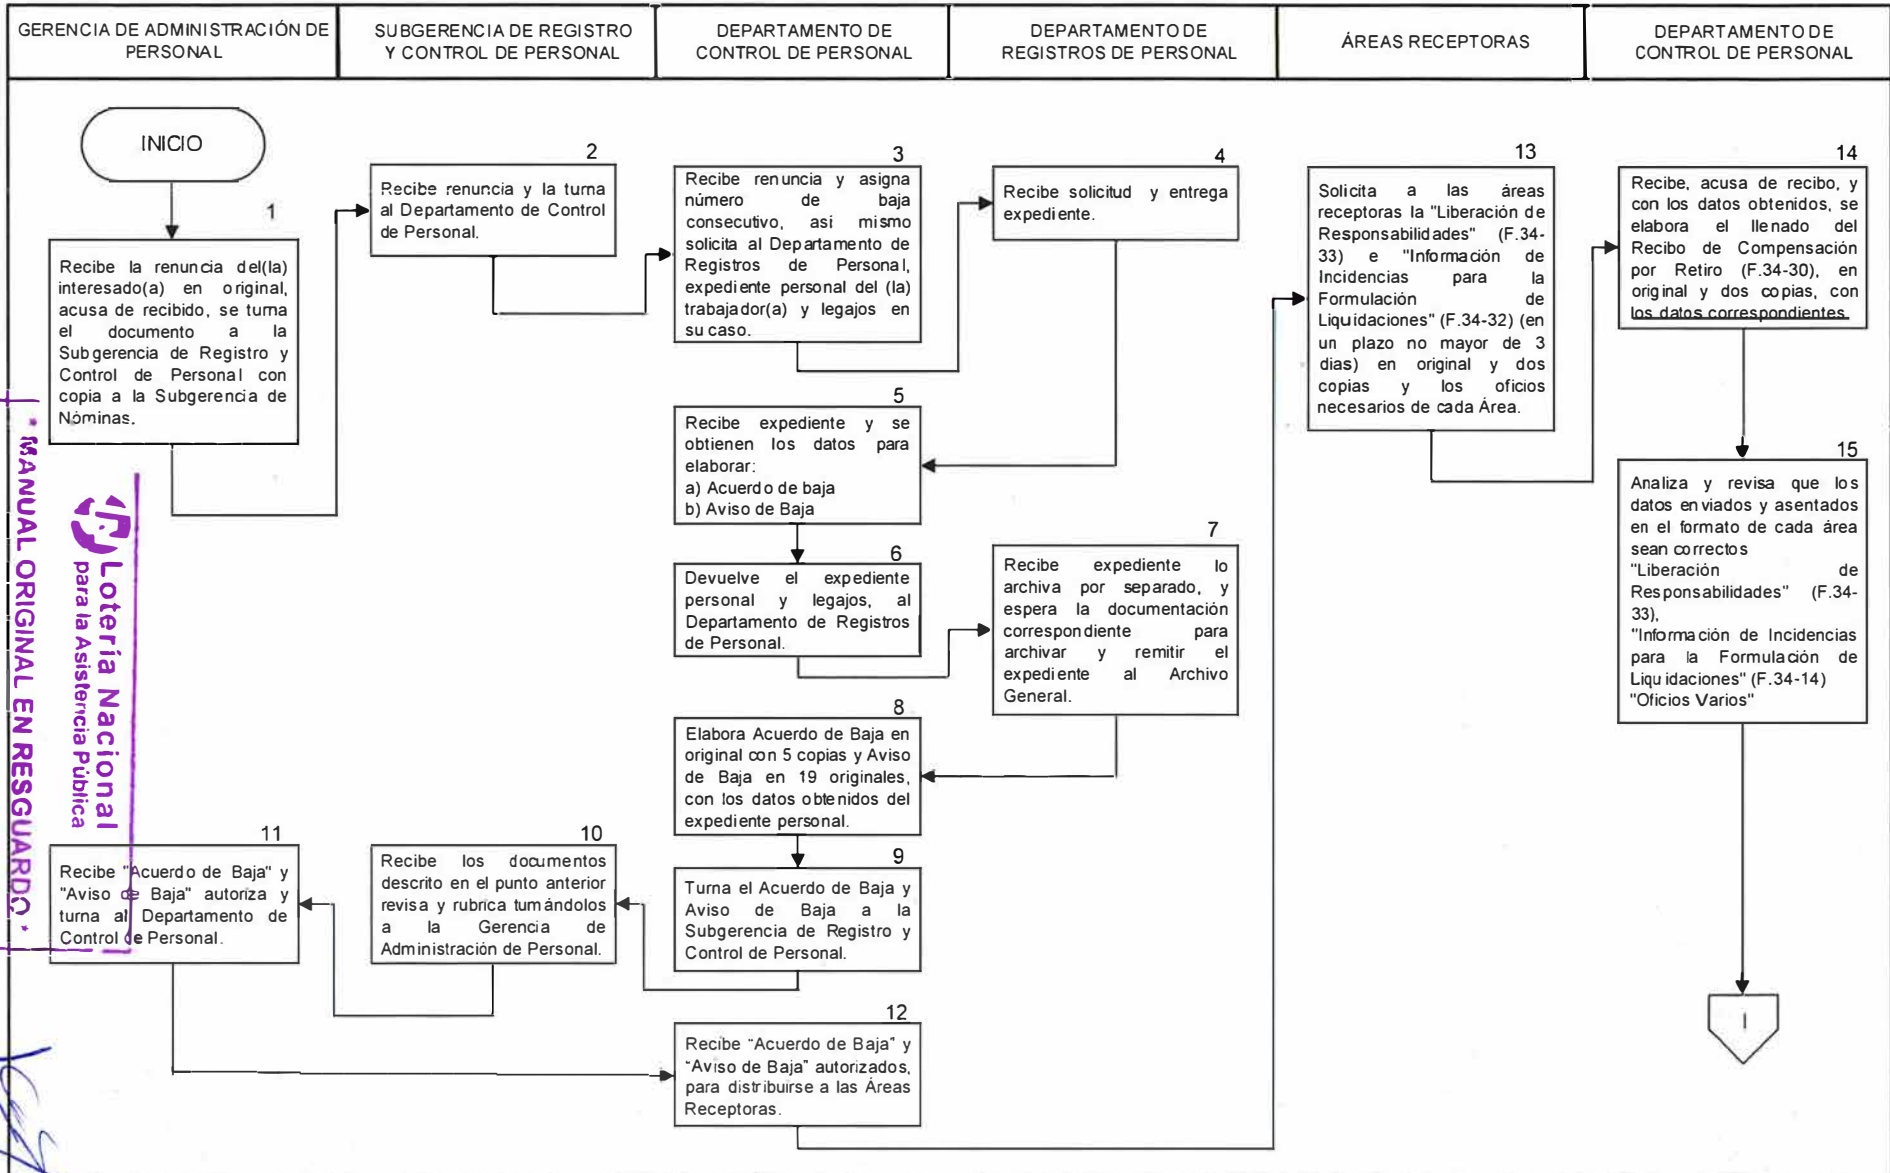 GERENCIA DE ADMINISTRACIÓN DE
PERSONAL
SUBGERENCIA DE REGISTRO
Y CONTROL DE PERSONAL
DEPARTAMENTO DE
CONTROL DE PERSONAL
DEPARTAMENTO DE
REGISTROS DE PERSONAL
ÁREAS RECEPTORAS
DEPARTAMENTO DE
CONTROL DE PERSONAL
INICIO
1
Recibe la renuncia del(la)
interesado(a) en original,
acusa de recibido, se turna
el documento a la
Subgerencia de Registro y
Control de Personal con
copia a la Subgerencia de
Nóminas.
2
Recibe renuncia y la turna
al Departamento de Control
de Personal.
3
Recibe renuncia y asigna
número de baja
consecutivo, así mismo
solicita al Departamento de
Registros de Personal,
expediente personal del (la)
trabajador(a) y legajos en
su caso.
4
Recibe solicitud y entrega
expediente.
5
Recibe expediente y se
obtienen los datos para
elaborar:
a) Acuerdo de baja
b) Aviso de Baja
6
Devuelve el expediente
personal y legajos, al
Departamento de Registros
de Personal.
7
Recibe expediente lo
archiva por separado, y
espera la documentación
correspondiente para
archivar y remitir el
expediente al Archivo
General.
8
Elabora Acuerdo de Baja en
original con 5 copias y Aviso
de Baja en 19 originales,
con los datos obtenidos del
expediente personal.
9
Turna el Acuerdo de Baja y
Aviso de Baja a la
Subgerencia de Registro y
Control de Personal.
10
Recibe los documentos
descrito en el punto anterior
revisa y rubrica turnándolos
a la Gerencia de
Administración de Personal.
11
Recibe "Acuerdo de Baja" y
"Aviso de Baja" autoriza y
turna al Departamento de
Control de Personal.
12
Recibe "Acuerdo de Baja" y
"Aviso de Baja" autorizados,
para distribuirse a las Áreas
Receptoras.
13
Solicita a las áreas
receptoras la "Liberación de
Responsabilidades" (F.34-
33) e "Información de
Incidencias para la
Formulación de
Liquidaciones" (F.34-32) (en
un plazo no mayor de 3
dias) en original y dos
copias y los oficios
necesarios de cada Área.
14
Recibe, acusa de recibo, y
con los datos obtenidos, se
elabora el llenado del
Recibo de Compensación
por Retiro (F.34-30), en
original y dos copias, con
los datos correspondientes.
15
Analiza y revisa que los
datos enviados y asentados
en el formato de cada área
sean correctos
"Liberación de
Responsabilidades" (F.34-
33),
"Información de Incidencias
para la Formulación de
Liquidaciones" (F.34-14)
"Oficios Varios"
I
Lotería Nacional
para la Asistencia Pública
* MANUAL ORIGINAL EN RESGUARDO *